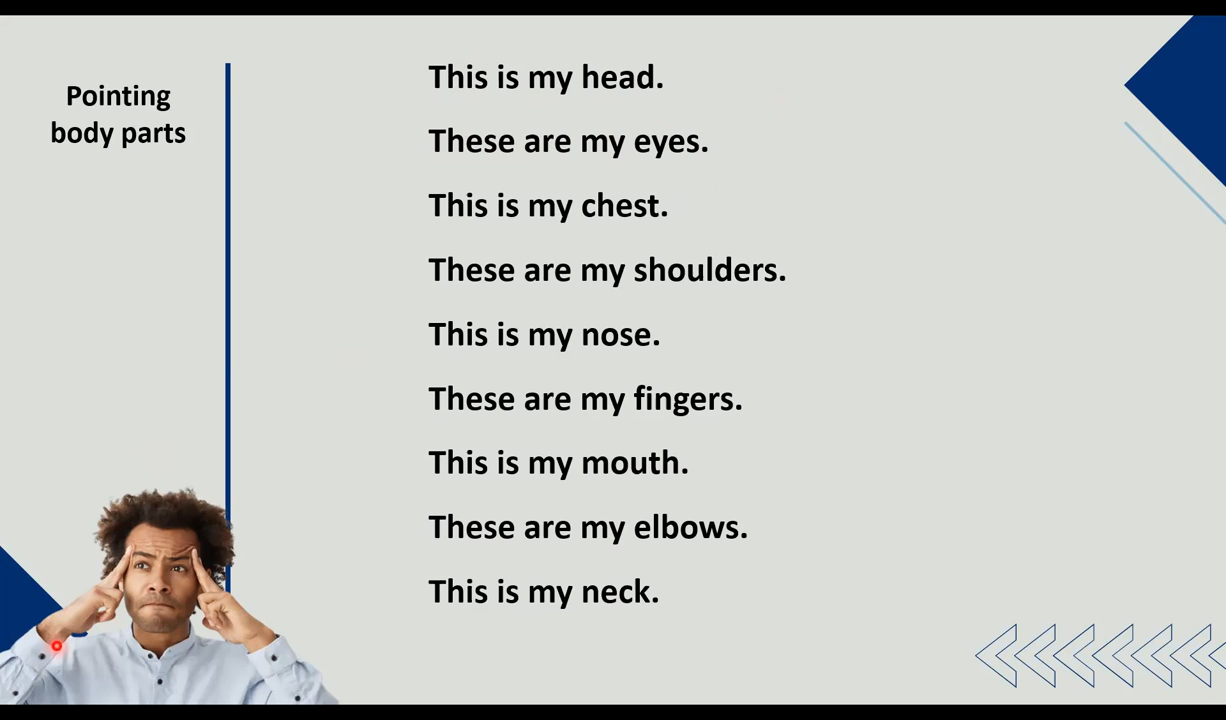 Pointing
body parts
This is my head.
These are my eyes.
This is my chest.
These are my shoulders.
This is my nose.
These are my fingers.
This is my mouth.
These are my elbows.
This is my neck.